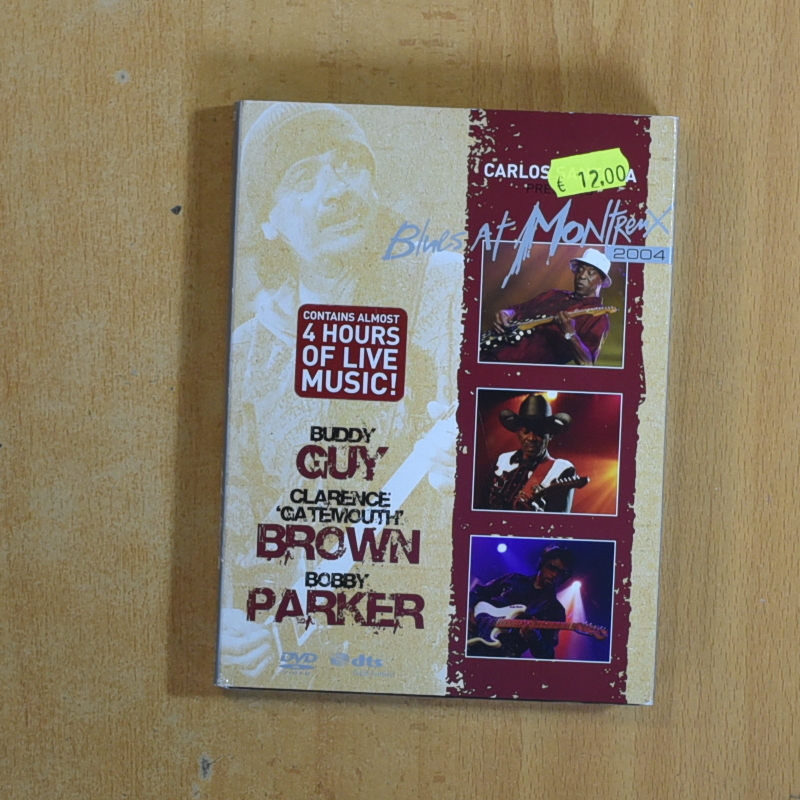 CARLOS
€ 12,00
Blues AT MONTREUX
2004
CONTAINS ALMOST
4 HOURS
OF LIVE
MUSIC!
BUDDY
GUY
CLARENCE
'GATEMOUTH'
BROWN
BOBBY
PARKER
DVD
VIDEO
dts